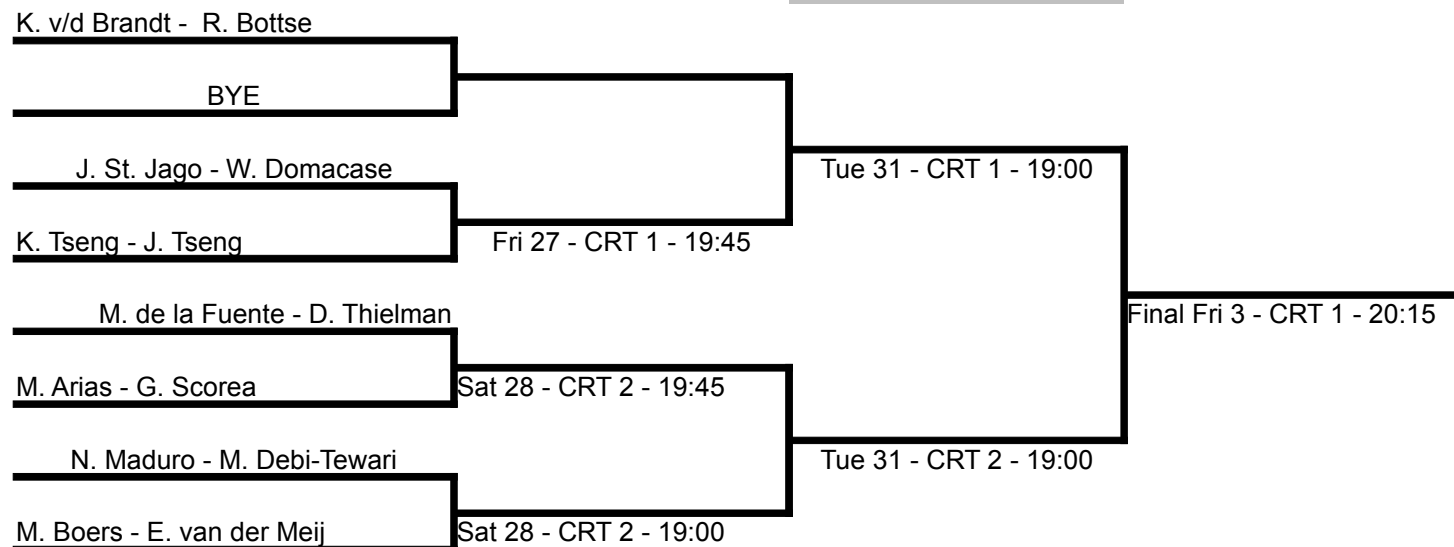 K. v/d Brandt - R. Bottse
BYE
J. St. Jago - W. Domacase
Tue 31 - CRT 1 - 19:00
K. Tseng - J. Tseng
Fri 27 - CRT 1 - 19:45
M. de la Fuente - D. Thielman
Final Fri 3 - CRT 1 - 20:15
M. Arias - G. Scorea
Sat 28 - CRT 2 - 19:45
N. Maduro - M. Debi-Tewari
Tue 31 - CRT 2 - 19:00
M. Boers - E. van der Meij
Sat 28 - CRT 2 - 19:00